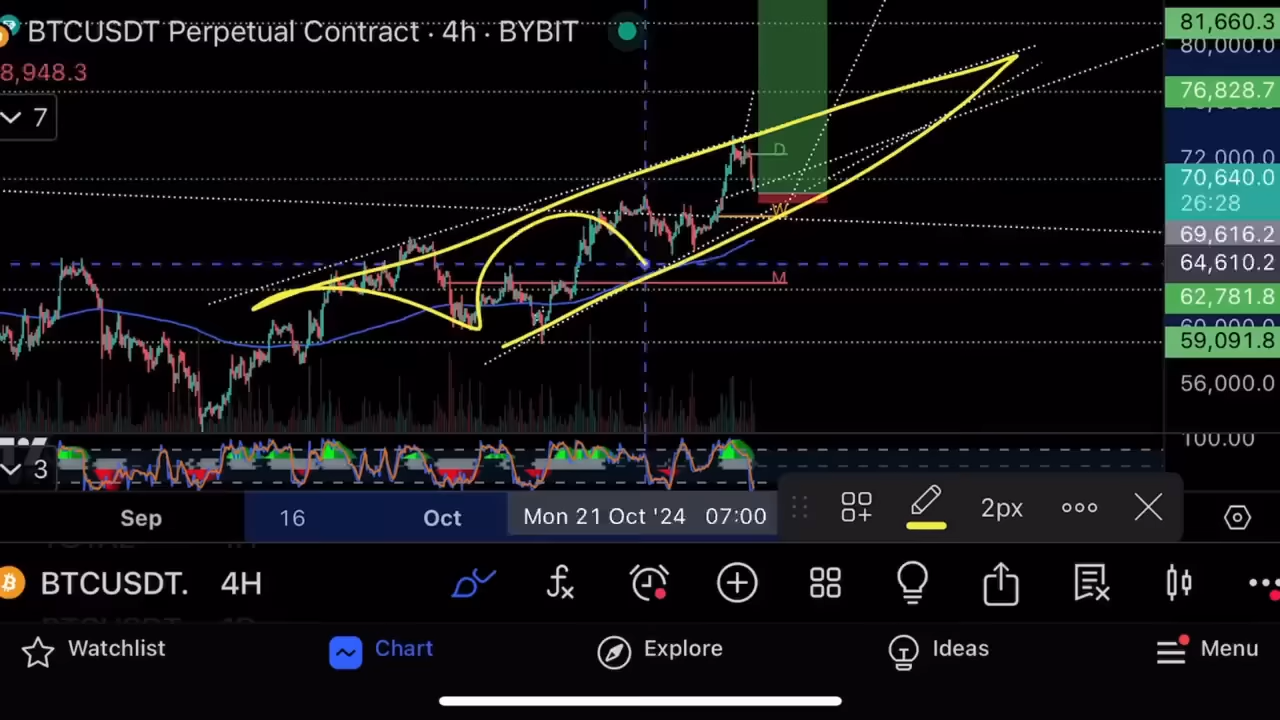 BTCUSDT Perpetual Contract · 4h · BYBIT
8,948.3
7
81,660.3
80,000.0
76,828.7
72,000.0
70,640.0
26:28
69,616.2
64,610.2
62,781.8
60,000.0
59,091.8
56,000.0
100.00
D
W
M
3
Sep
16
Oct
Mon 21 Oct '24 07:00
2px
BTCUSDT. 4H
Watchlist
Chart
Explore
Ideas
Menu